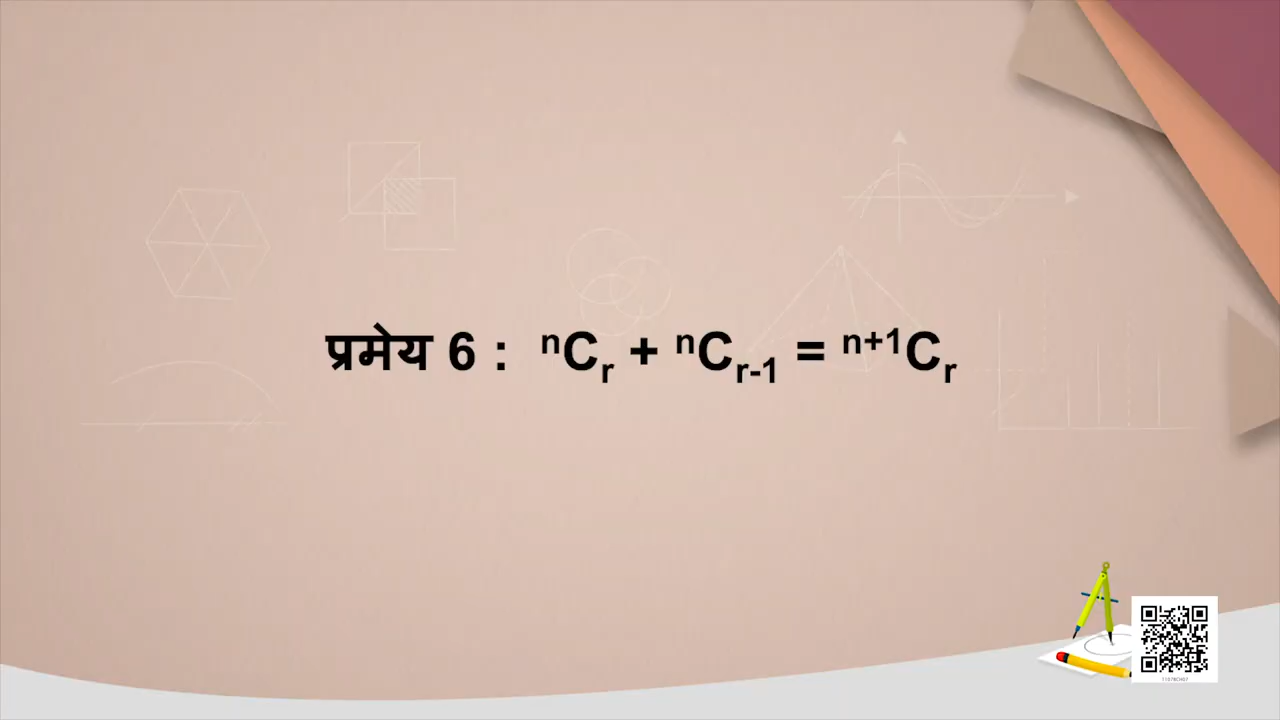 प्रमेय 6 : ⁿCᵣ + ⁿCᵣ₋₁ = ⁿ⁺¹Cᵣ